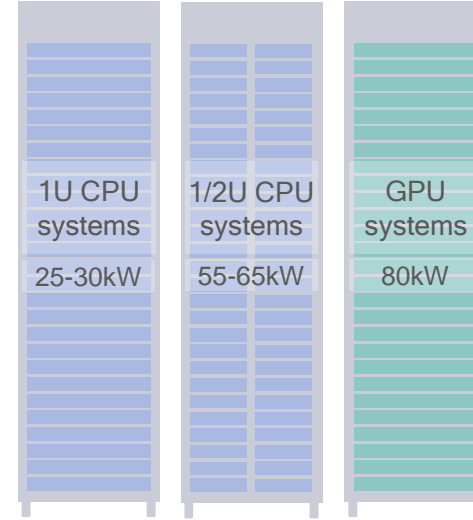 1U CPU
systems
25-30kW
1/2U CPU
systems
55-65kW
GPU
systems
80kW